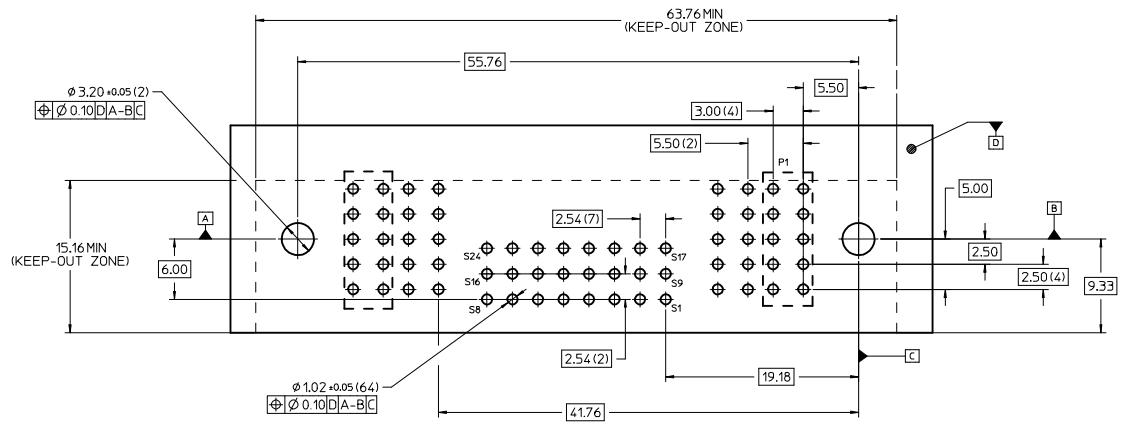 63.76 MIN
(KEEP-OUT ZONE)
55.76
5.50
⌀3.20 ±0.05 (2)
⌖ ⌀ 0.10 D A-B C
3.00 (4)
5.50 (2)
P1
D
5.00
2.54 (7)
A
B
15.16 MIN
(KEEP-OUT ZONE)
6.00
S24
S17
S16
S9
S8
S1
2.50
2.50 (4)
9.33
2.54 (2)
C
19.18
⌀1.02 ±0.05 (64)
⌖ ⌀ 0.10 D A-B C
41.76